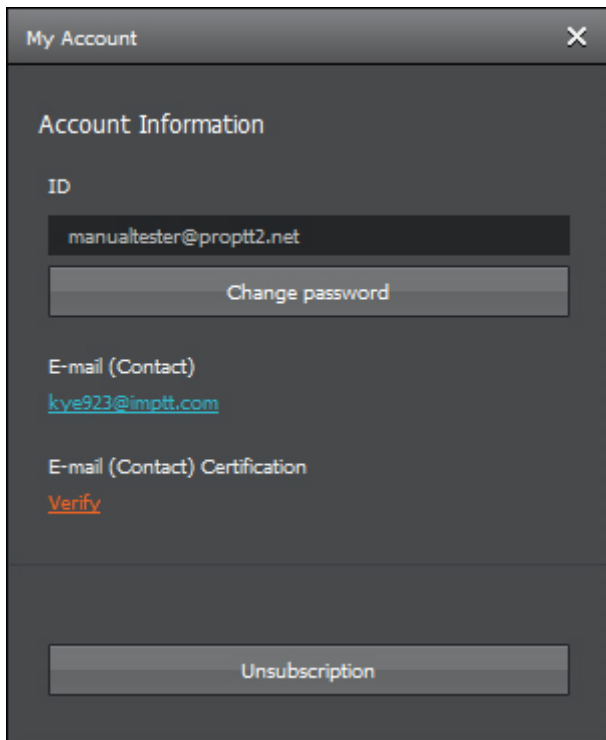 My Account
Account Information
ID
manualtester@proptt2.net
Change password
E-mail (Contact)
kye923@imptt.com
E-mail (Contact) Certification
Verify
Unsubscription